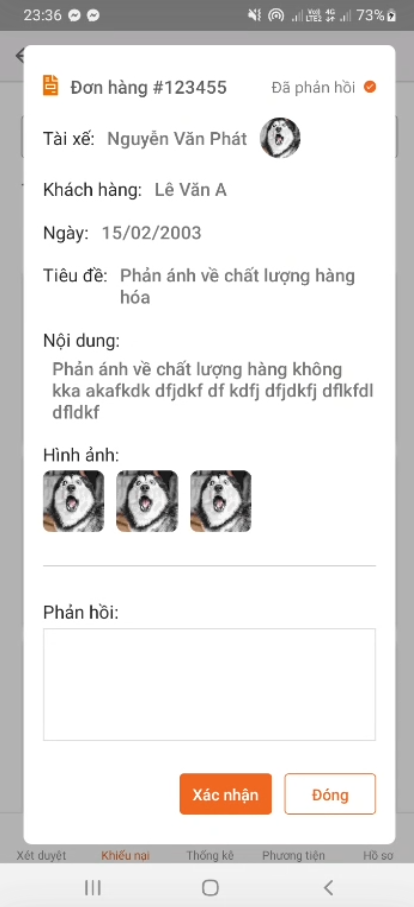 23:36
VoD 4G
LTE2
73%
Đơn hàng #123455
Đã phản hồi
Tài xế: Nguyễn Văn Phát
Khách hàng: Lê Văn A
Ngày: 15/02/2003
Tiêu đề: Phản ánh về chất lượng hàng
hóa
Nội dung:
Phản ánh về chất lượng hàng không
kka akafkdk dfjdkf df kdfj dfjdkfj dflkfdl
dfldkf
Hình ảnh:
Phản hồi:
Xác nhận
Đóng
Xét duyệt
Khiếu nại
Thống kê
Phương tiện
Hồ sơ